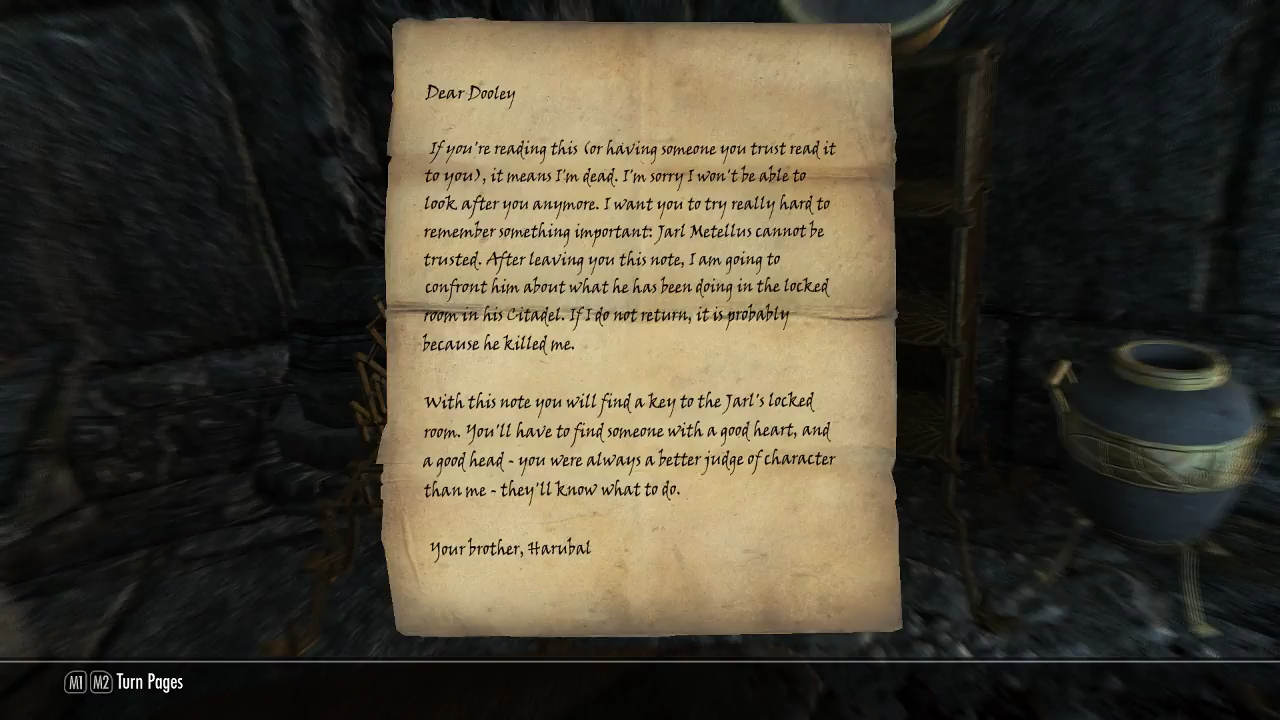 Dear Dooley
If you're reading this (or having someone you trust read it
to you), it means I'm dead. I'm sorry I won't be able to
look after you anymore. I want you to try really hard to
remember something important: Jarl Metellus cannot be
trusted. After leaving you this note, I am going to
confront him about what he has been doing in the locked
room in his Citadel. If I do not return, it is probably
because he killed me.
With this note you will find a key to the Jarl's locked
room. You'll have to find someone with a good heart, and
a good head - you were always a better judge of character
than me - they'll know what to do.
Your brother, Harubal
M1 M2 Turn Pages